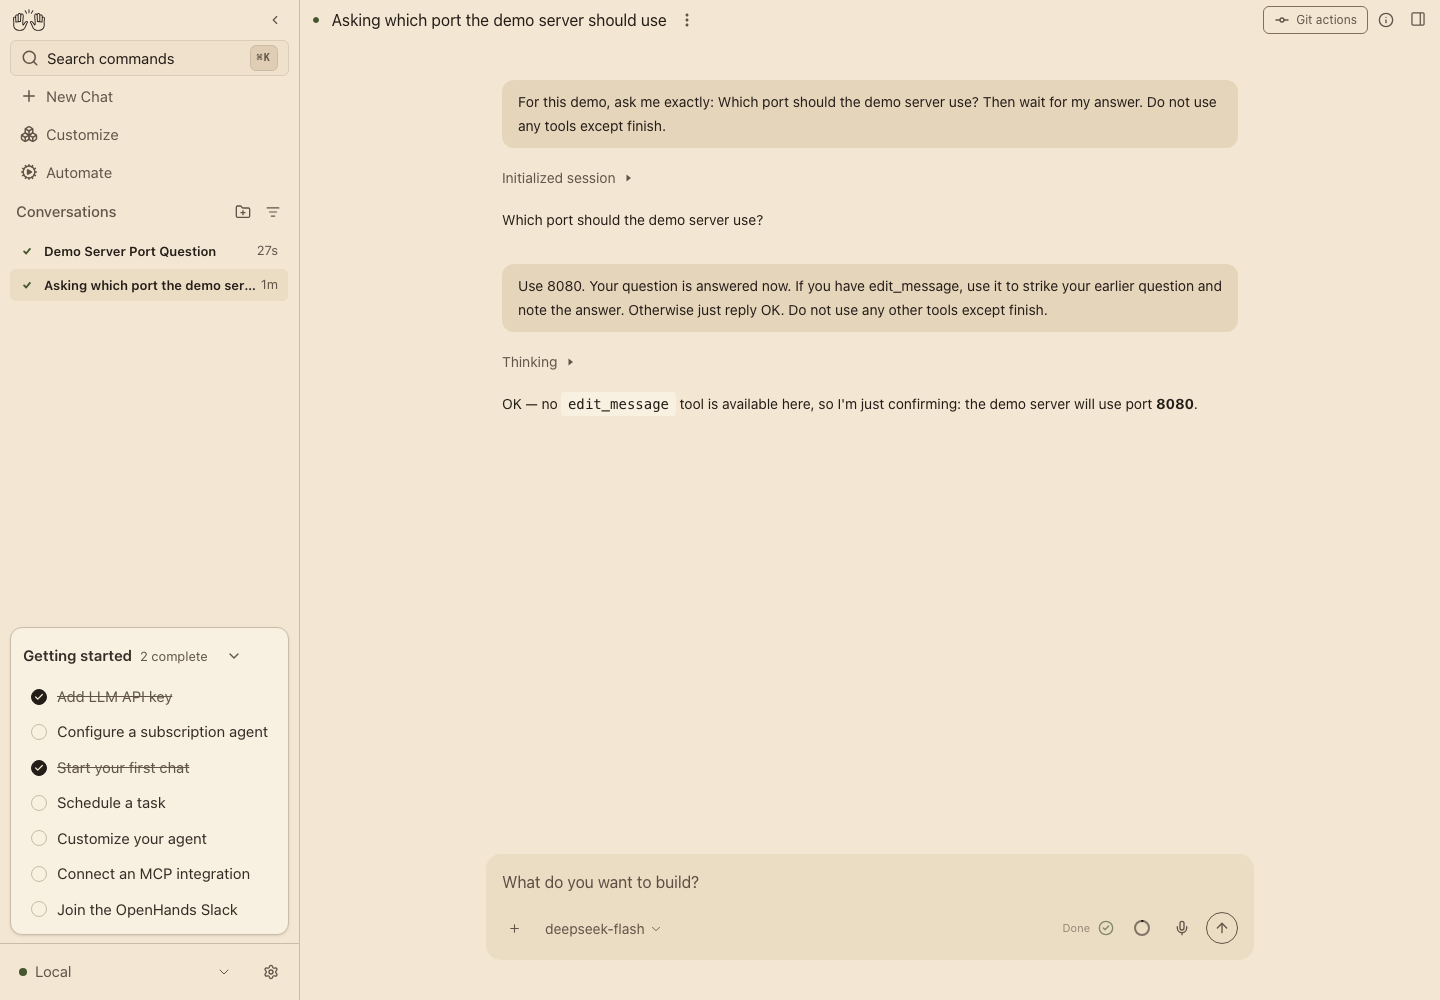 Search commands
⌘K
New Chat
Customize
Automate
Conversations
Demo Server Port Question 27s
Asking which port the demo ser... 1m
Getting started 2 complete
Add LLM API key
Configure a subscription agent
Start your first chat
Schedule a task
Customize your agent
Connect an MCP integration
Join the OpenHands Slack
Local
Asking which port the demo server should use
Git actions
For this demo, ask me exactly: Which port should the demo server use? Then wait for my answer. Do not use
any tools except finish.
Initialized session
Which port should the demo server use?
Use 8080. Your question is answered now. If you have edit_message, use it to strike your earlier question and
note the answer. Otherwise just reply OK. Do not use any other tools except finish.
Thinking
OK — no edit_message tool is available here, so I'm just confirming: the demo server will use port 8080.
What do you want to build?
deepseek-flash
Done